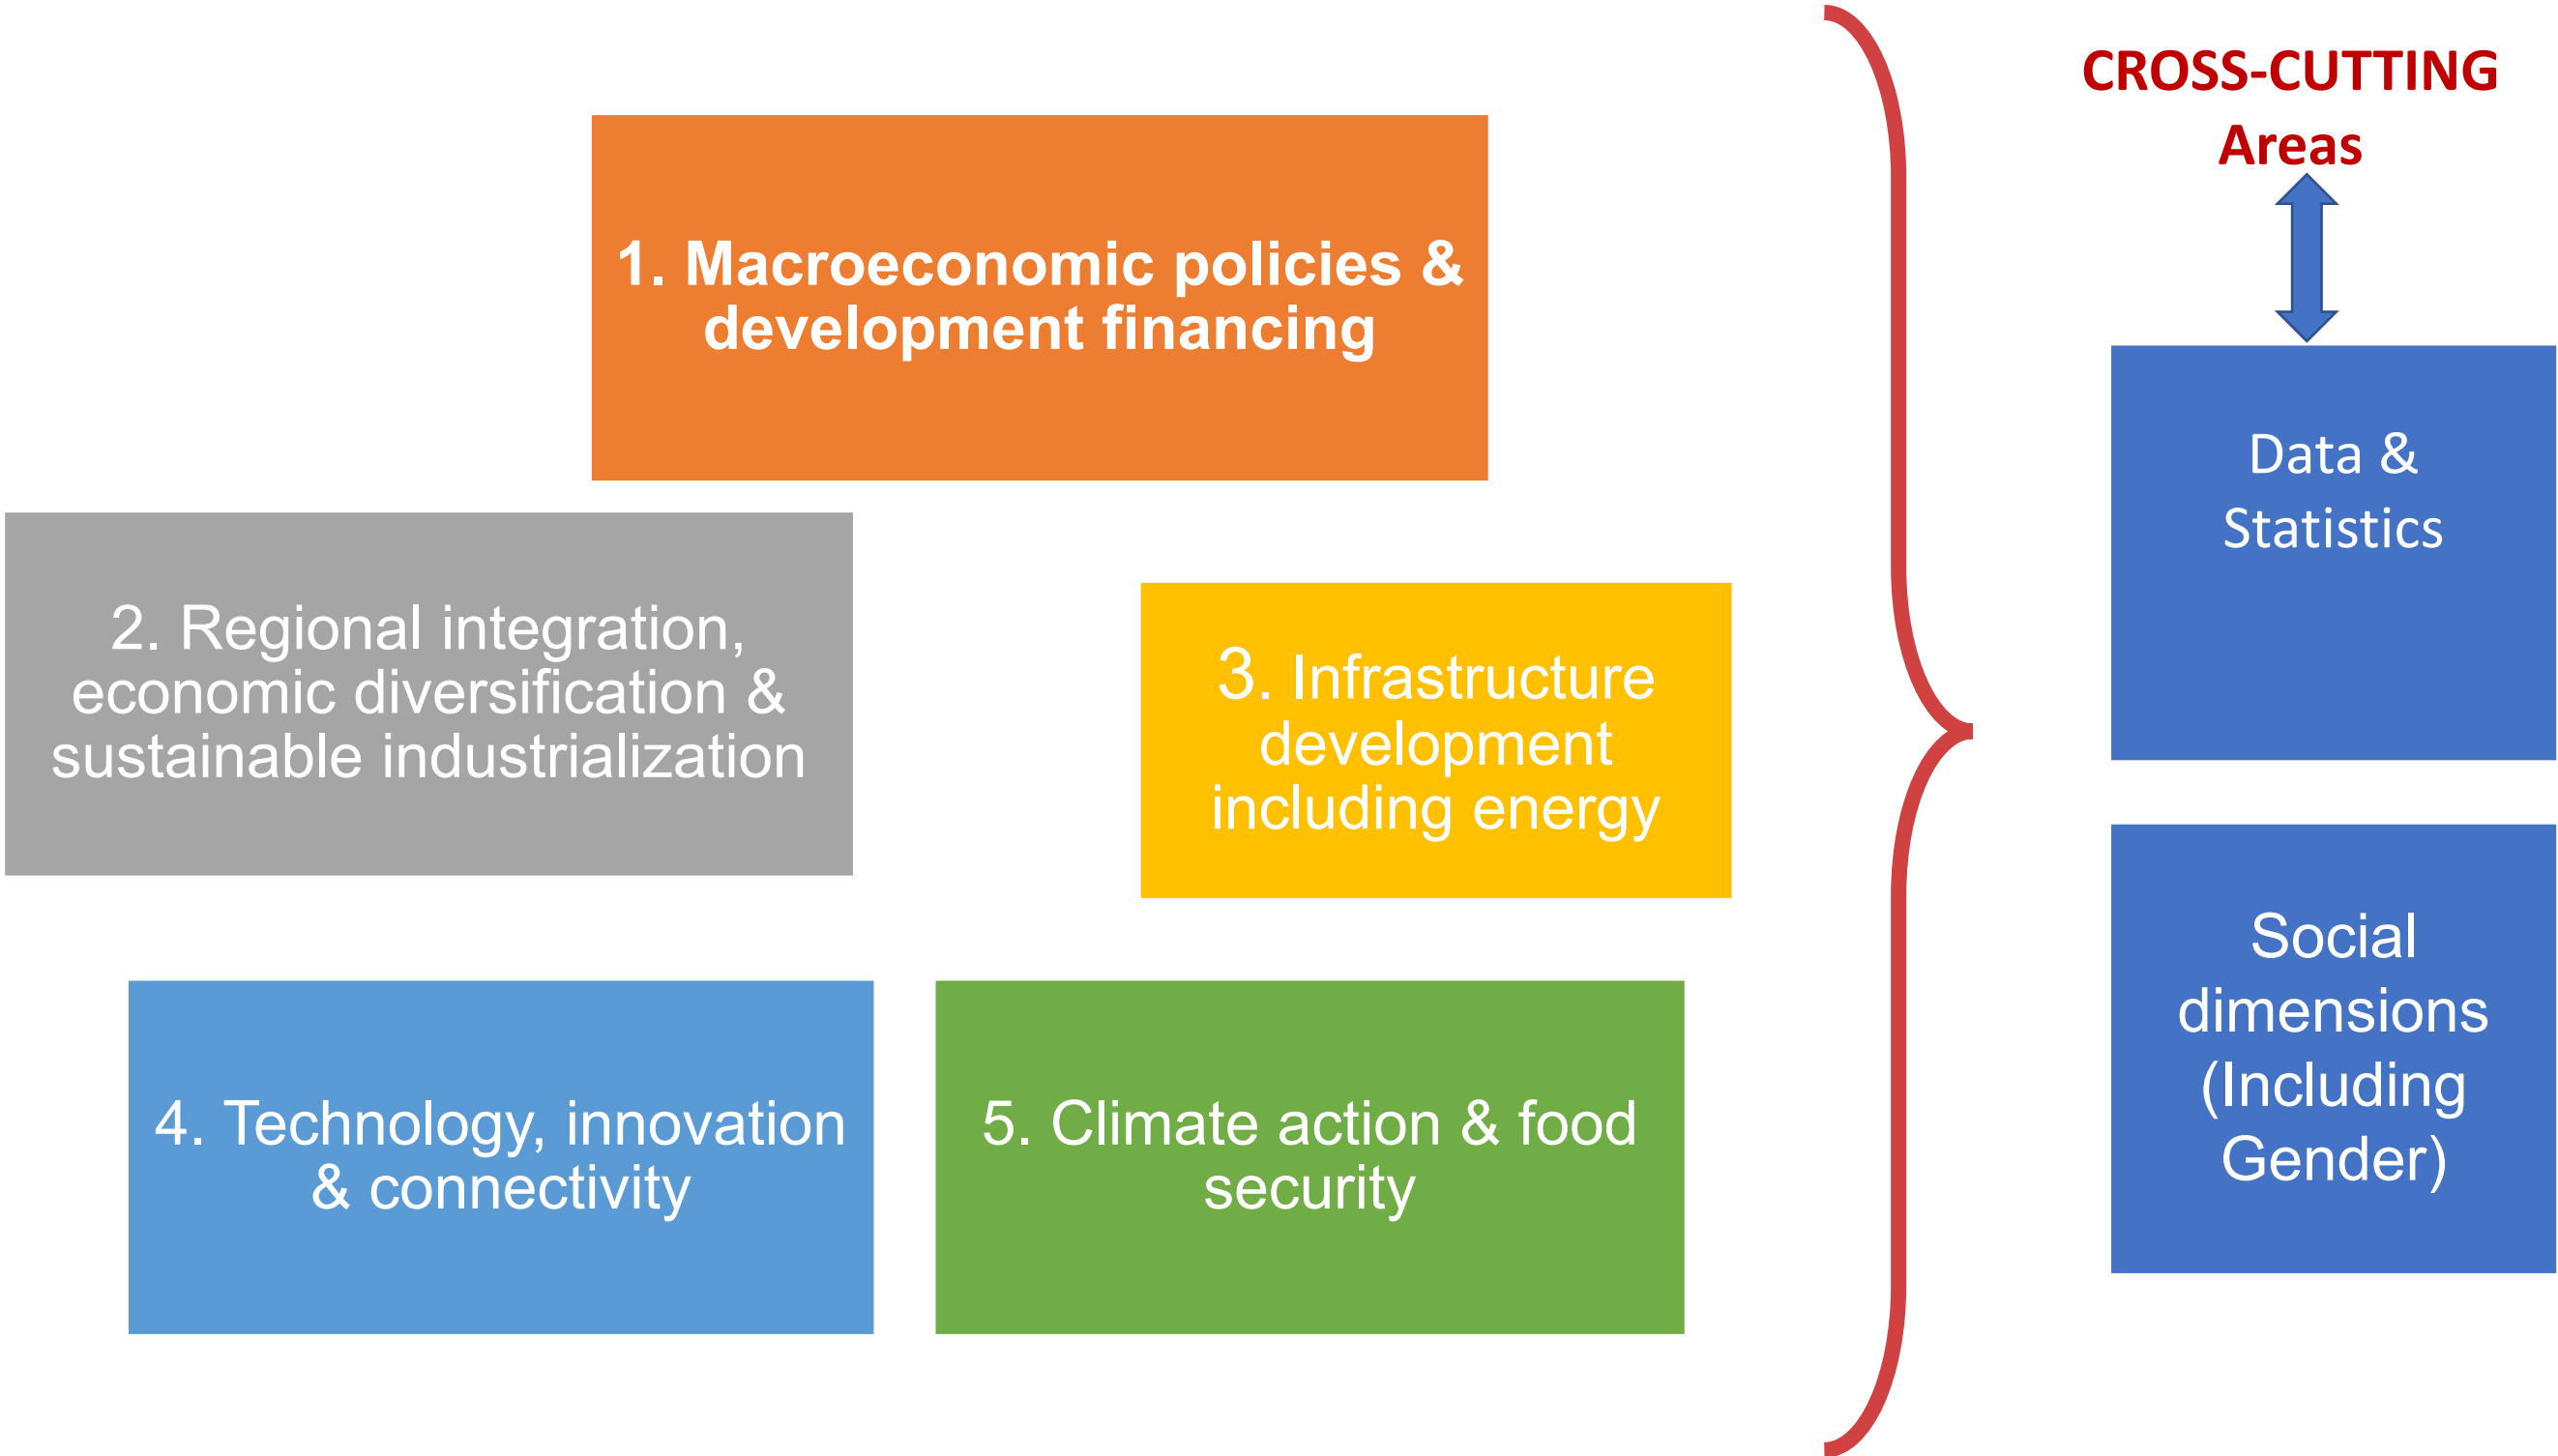 1. Macroeconomic policies &
development financing
2. Regional integration,
economic diversification &
sustainable industrialization
3. Infrastructure
development
including energy
4. Technology, innovation
& connectivity
5. Climate action & food
security
CROSS-CUTTING
Areas
Data &
Statistics
Social
dimensions
(Including
Gender)